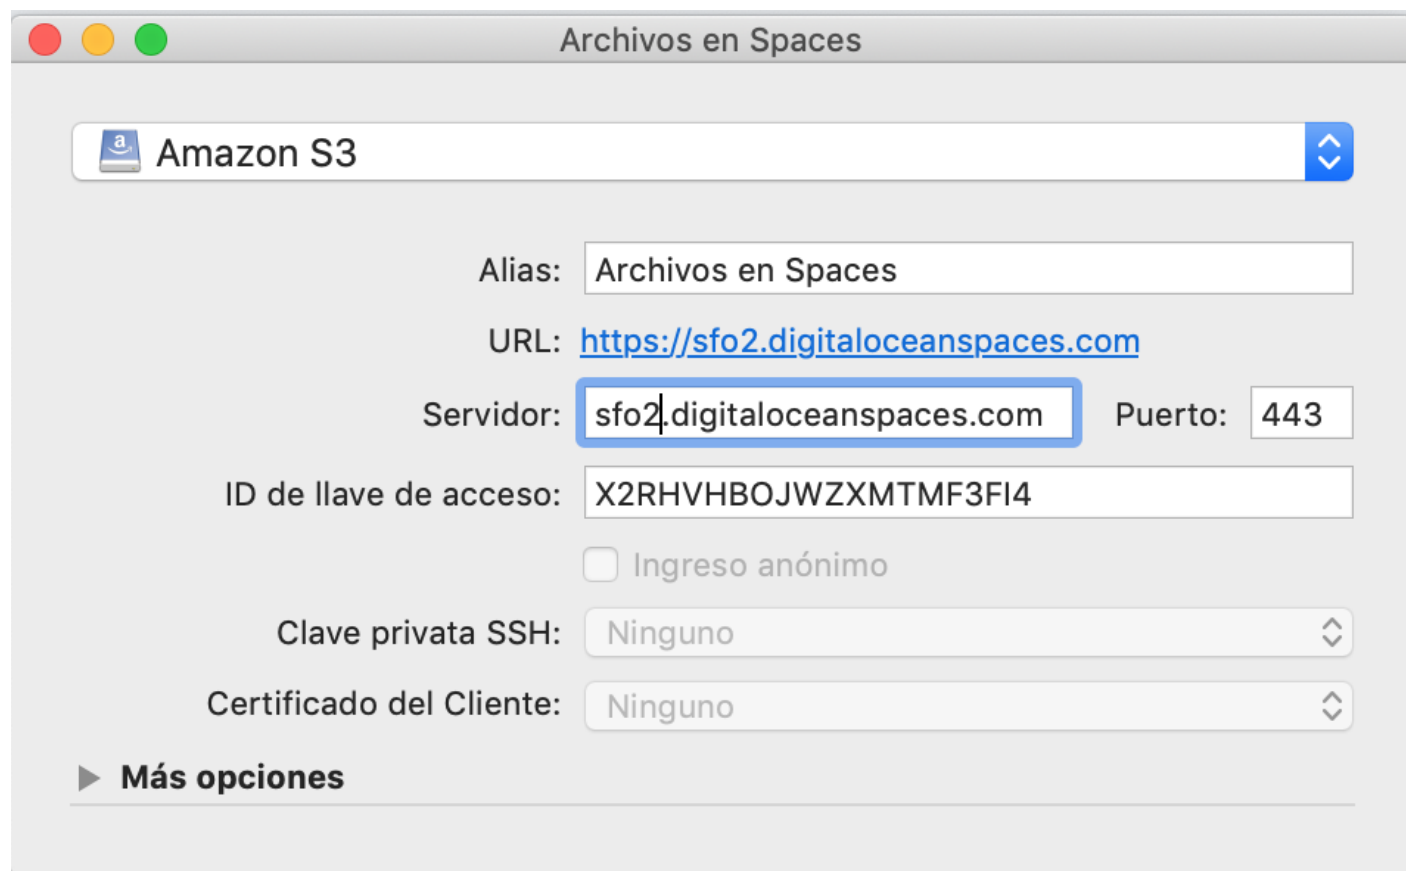 Archivos en Spaces
Amazon S3
Alias: Archivos en Spaces
URL: https://sfo2.digitaloceanspaces.com
Servidor: sfo2.digitaloceanspaces.com Puerto: 443
ID de llave de acceso: X2RHVHBOJWZXMTMF3FI4
Ingreso anónimo
Clave privata SSH: Ninguno
Certificado del Cliente: Ninguno
Más opciones